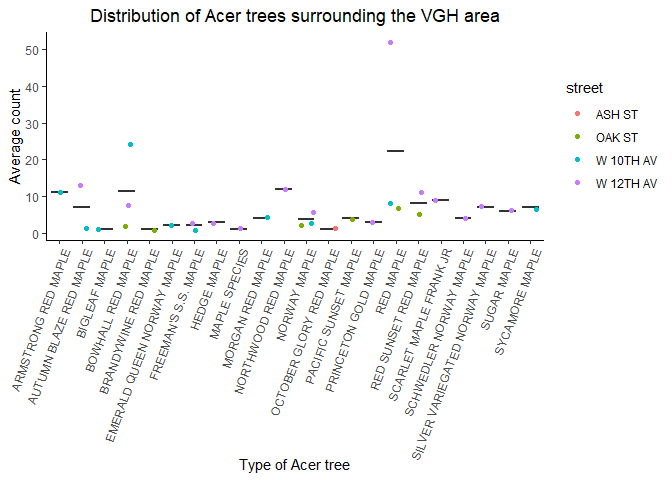 Distribution of Acer trees surrounding the VGH area
Average count
50
40
30
20
10
0
ARMSTRONG RED MAPLE
AUTUMN BLAZE RED MAPLE
BIGLEAF MAPLE
BOWHALL RED MAPLE
BRANDYWINE RED MAPLE
EMERALD QUEEN NORWAY MAPLE
FREEMAN'S S.S. MAPLE
HEDGE MAPLE
MAPLE SPECIES
MORGAN RED MAPLE
NORTHWOOD RED MAPLE
NORWAY MAPLE
OCTOBER GLORY RED MAPLE
PACIFIC SUNSET MAPLE
PRINCETON GOLD MAPLE
RED MAPLE
RED SUNSET RED MAPLE
SCARLET MAPLE FRANK JR
SCHWEDLER NORWAY MAPLE
SILVER VARIEGATED NORWAY MAPLE
SUGAR MAPLE
SYCAMORE MAPLE
Type of Acer tree
street
ASH ST
OAK ST
W 10TH AV
W 12TH AV